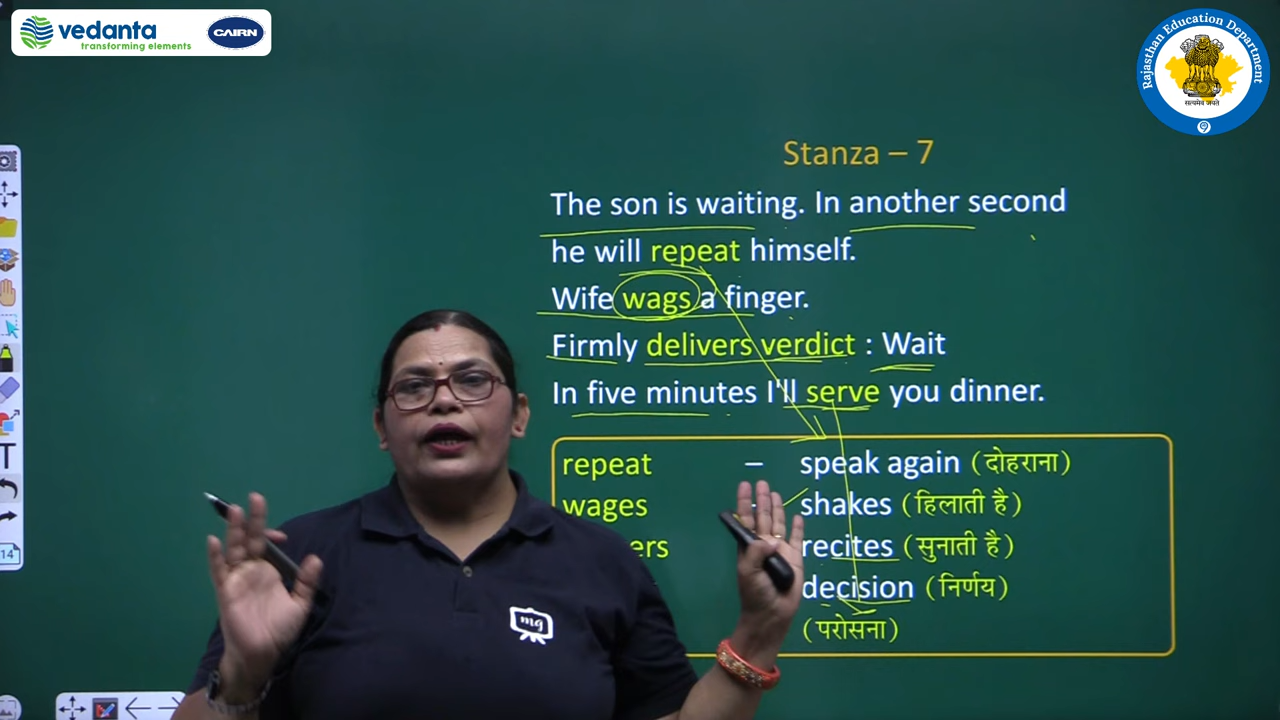 vedanta
transforming elements
CAIRN
Rajasthan Education Department
सत्यमेव जयते
Stanza – 7
The son is waiting. In another second
he will repeat himself.
Wife wags a finger.
Firmly delivers verdict : Wait
In five minutes I'll serve you dinner.
repeat – speak again (दोहराना)
wages - shakes (हिलाती है)
ers recites (सुनाती है)
decision (निर्णय)
(परोसना)
mg
T
14